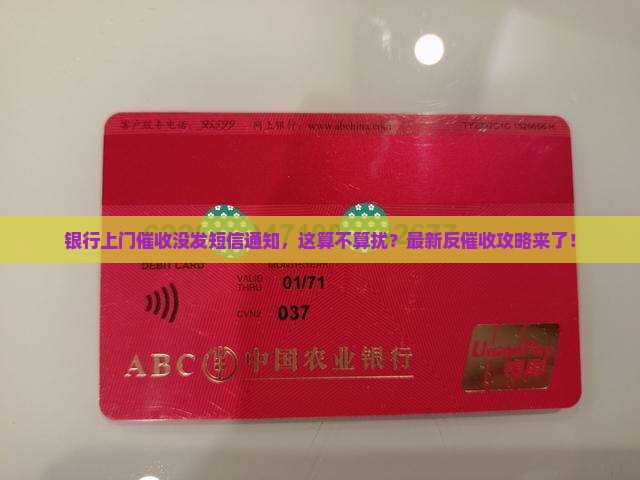 客户服务电话：95599 网上银行：www.abchina.com
银行上门催收没发短信通知，这算不算扰？最新反催收攻略来了！
DEBIT CARD
MONTH/YEAR
VALID THRU 01/71
CVN2 037
ABC 中国农业银行
UnionPay
银联